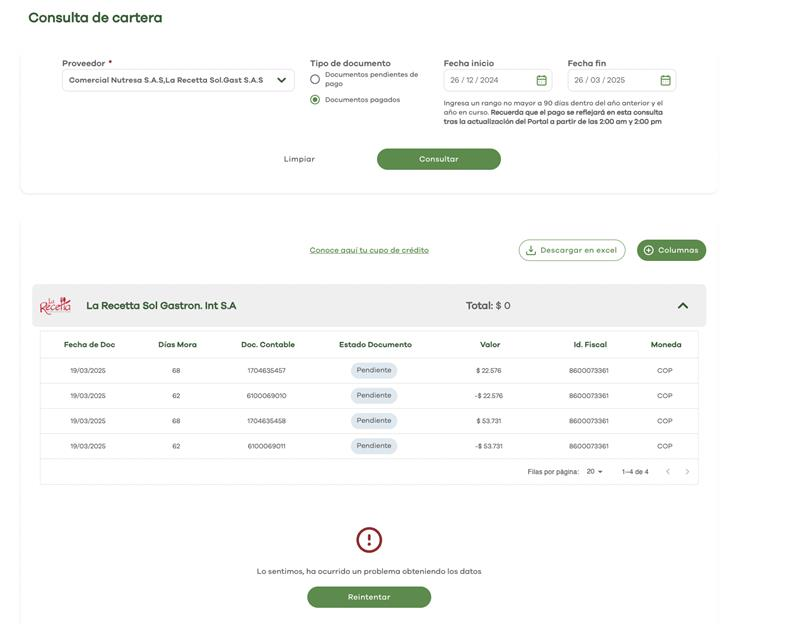 Consulta de cartera
Proveedor *
Comercial Nutresa S.A.S,La Recetta Sol.Gast S.A.S
Tipo de documento
Documentos pendientes de
pago
Documentos pagados
Fecha inicio
26 / 12 / 2024
Fecha fin
26 / 03 / 2025
Ingresa un rango no mayor a 90 días dentro del año anterior y el
año en curso. Recuerda que el pago se reflejará en esta consulta
tras la actualización del Portal a partir de las 2:00 am y 2:00 pm
Limpiar
Consultar
Conoce aquí tu cupo de crédito
Descargar en excel
Columnas
La Recetta
La Recetta Sol Gastron. Int S.A
Total: $ 0
Fecha de Doc Días Mora Doc. Contable Estado Documento Valor Id. Fiscal Moneda
19/03/2025 68 1704635457 Pendiente $ 22.576 8600073361 COP
19/03/2025 62 6100069010 Pendiente -$ 22.576 8600073361 COP
19/03/2025 68 1704635458 Pendiente $ 53.731 8600073361 COP
19/03/2025 62 6100069011 Pendiente -$ 53.731 8600073361 COP
Filas por página: 20 1–4 de 4
Lo sentimos, ha ocurrido un problema obteniendo los datos
Reintentar